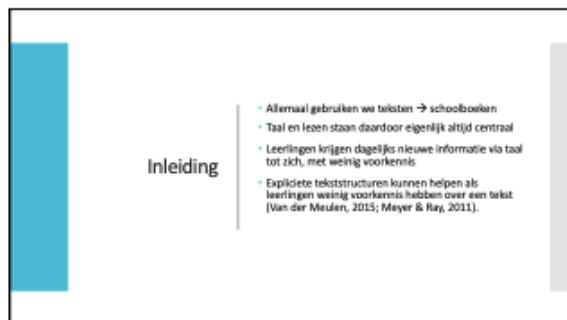 Inleiding
• Allemaal gebruiken we teksten → schoolboeken
• Taal en lezen staan daardoor eigenlijk altijd centraal
• Leerlingen krijgen dagelijks nieuwe informatie via taal
tot zich, met weinig voorkennis
• Expliciete tekststructuren kunnen helpen als
leerlingen weinig voorkennis hebben over een tekst
(Van der Meulen, 2015; Meyer & Ray, 2011).